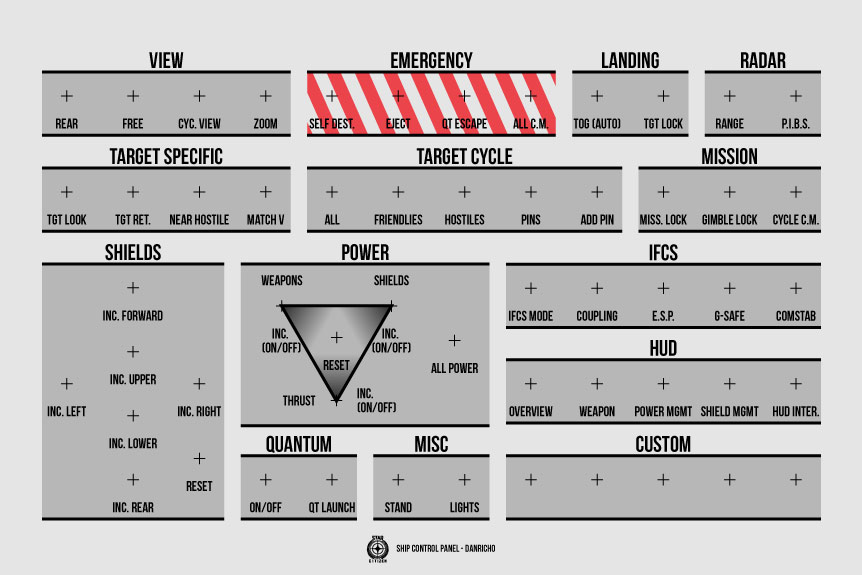 VIEW
EMERGENCY
LANDING
RADAR
REAR
FREE
CYC. VIEW
ZOOM
SELF DEST.
EJECT
QT ESCAPE
ALL C.M.
TOG (AUTO)
TGT LOCK
RANGE
P.I.B.S.
TARGET SPECIFIC
TARGET CYCLE
MISSION
TGT LOOK
TGT RET.
NEAR HOSTILE
MATCH V
ALL
FRIENDLIES
HOSTILES
PINS
ADD PIN
MISS. LOCK
GIMBLE LOCK
CYCLE C.M.
SHIELDS
INC. FORWARD
INC. UPPER
INC. LEFT
INC. RIGHT
INC. LOWER
RESET
INC. REAR
POWER
WEAPONS
SHIELDS
INC.
(ON/OFF)
INC.
(ON/OFF)
RESET
ALL POWER
THRUST
INC.
(ON/OFF)
IFCS
IFCS MODE
COUPLING
E.S.P.
G-SAFE
COMSTAB
HUD
OVERVIEW
WEAPON
POWER MGMT
SHIELD MGMT
HUD INTER.
QUANTUM
ON/OFF
QT LAUNCH
MISC
STAND
LIGHTS
CUSTOM
STAR
CITIZEN
SHIP CONTROL PANEL - DANRICHO